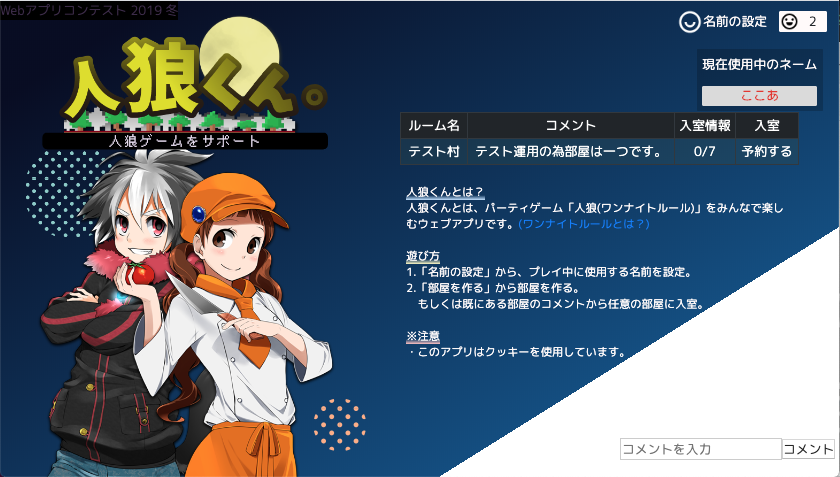 Webアプリコンテスト 2019 冬
名前の設定 2
人狼くん。
人狼ゲームをサポート
現在使用中のネーム
ここあ
ルーム名 コメント 入室情報 入室
テスト村 テスト運用の為部屋は一つです。 0/7 予約する
人狼くんとは？
人狼くんとは、パーティゲーム「人狼(ワンナイトルール)」をみんなで楽し
むウェブアプリです。(ワンナイトルールとは？)
遊び方
1.「名前の設定」から、プレイ中に使用する名前を設定。
2.「部屋を作る」から部屋を作る。
もしくは既にある部屋のコメントから任意の部屋に入室。
※注意
・このアプリはクッキーを使用しています。
コメントを入力 コメント